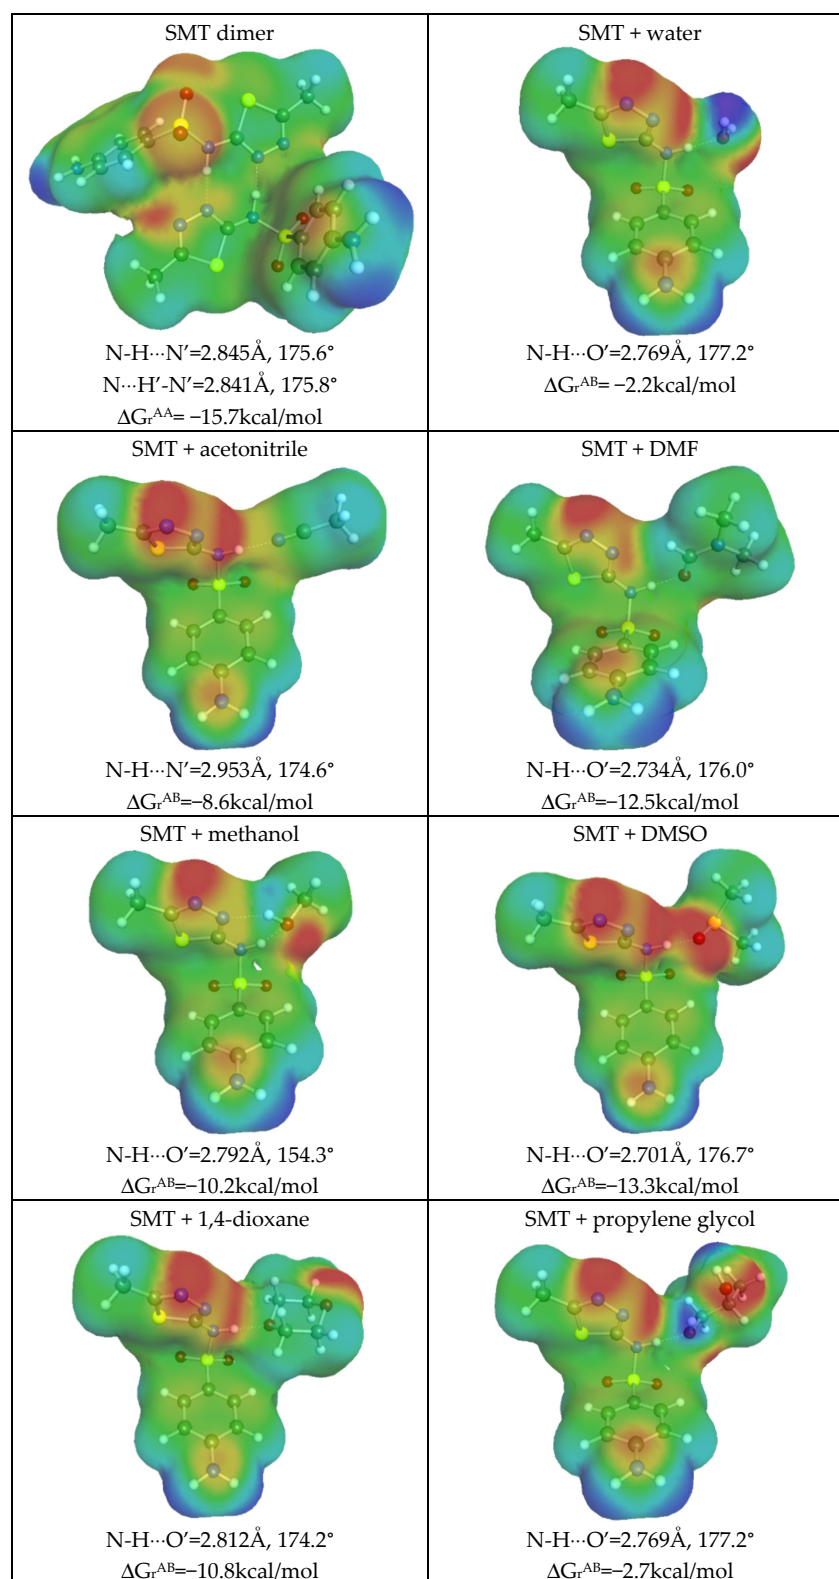 SMT dimer
N-H···N’=2.845Å, 175.6°
N···H’-N’=2.841Å, 175.8°
ΔGrᴬᴬ= −15.7kcal/mol
SMT + water
N-H···O’=2.769Å, 177.2°
ΔGrᴬᴮ= −2.2kcal/mol
SMT + acetonitrile
N-H···N’=2.953Å, 174.6°
ΔGrᴬᴮ=−8.6kcal/mol
SMT + DMF
N-H···O’=2.734Å, 176.0°
ΔGrᴬᴮ=−12.5kcal/mol
SMT + methanol
N-H···O’=2.792Å, 154.3°
ΔGrᴬᴮ=−10.2kcal/mol
SMT + DMSO
N-H···O’=2.701Å, 176.7°
ΔGrᴬᴮ=−13.3kcal/mol
SMT + 1,4-dioxane
N-H···O’=2.812Å, 174.2°
ΔGrᴬᴮ=−10.8kcal/mol
SMT + propylene glycol
N-H···O’=2.769Å, 177.2°
ΔGrᴬᴮ=−2.7kcal/mol